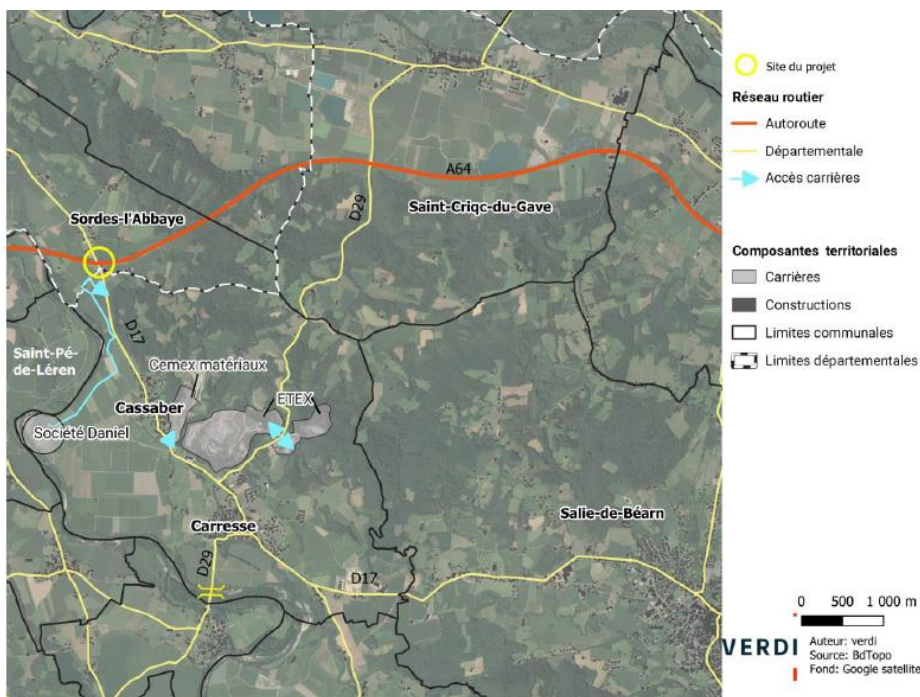 A64
D29
Saint-Criqc-du-Gave
Sordes-l'Abbaye
D17
Saint-Pé-
de-Léren
Cemex matériaux
Cassaber
ETEX
Société Daniel
Carresse
Salie-de-Béarn
D29
D17
Site du projet
Réseau routier
Autoroute
Départementale
Accès carrières
Composantes territoriales
Carrières
Constructions
Limites communales
Limites départementales
0 500 1 000 m
VERDI
Auteur: verdi
Source: BdTopo
Fond: Google satellite